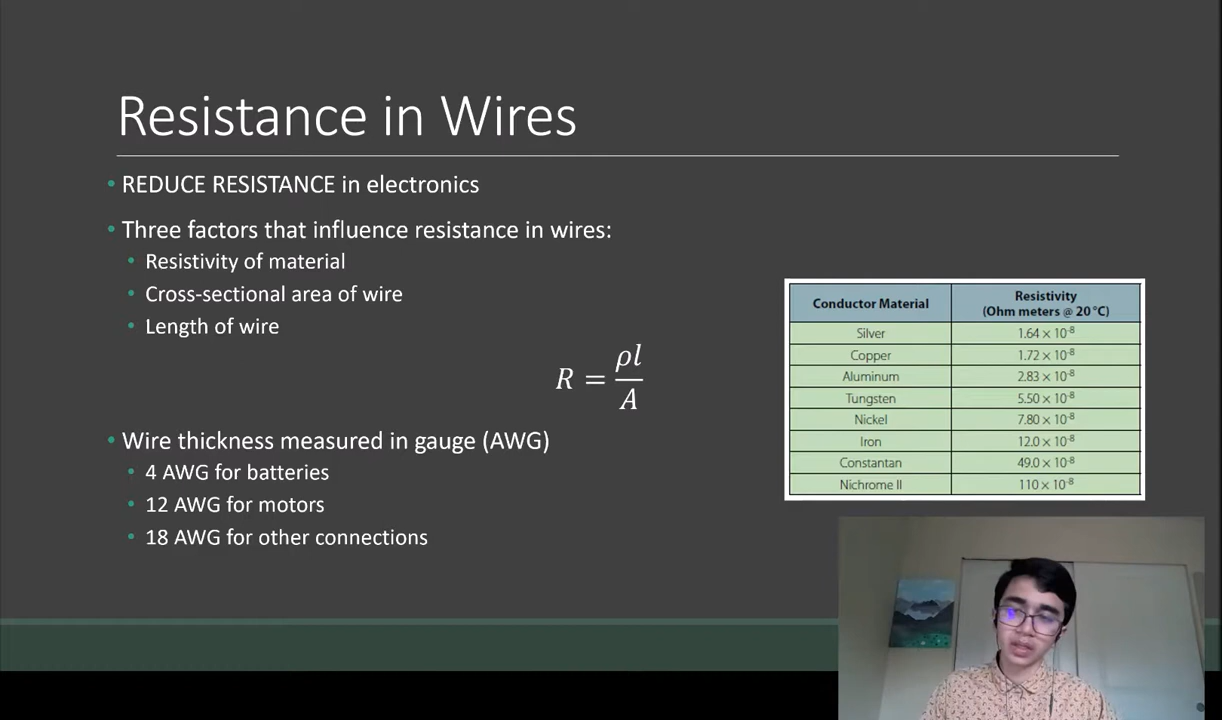 Resistance in Wires
• REDUCE RESISTANCE in electronics
• Three factors that influence resistance in wires:
• Resistivity of material
• Cross-sectional area of wire
• Length of wire
R = ρl / A
• Wire thickness measured in gauge (AWG)
• 4 AWG for batteries
• 12 AWG for motors
• 18 AWG for other connections
Conductor Material Resistivity (Ohm meters @ 20 °C)
Silver 1.64 × 10⁻⁸
Copper 1.72 × 10⁻⁸
Aluminum 2.83 × 10⁻⁸
Tungsten 5.50 × 10⁻⁸
Nickel 7.80 × 10⁻⁸
Iron 12.0 × 10⁻⁸
Constantan 49.0 × 10⁻⁸
Nichrome II 110 × 10⁻⁸